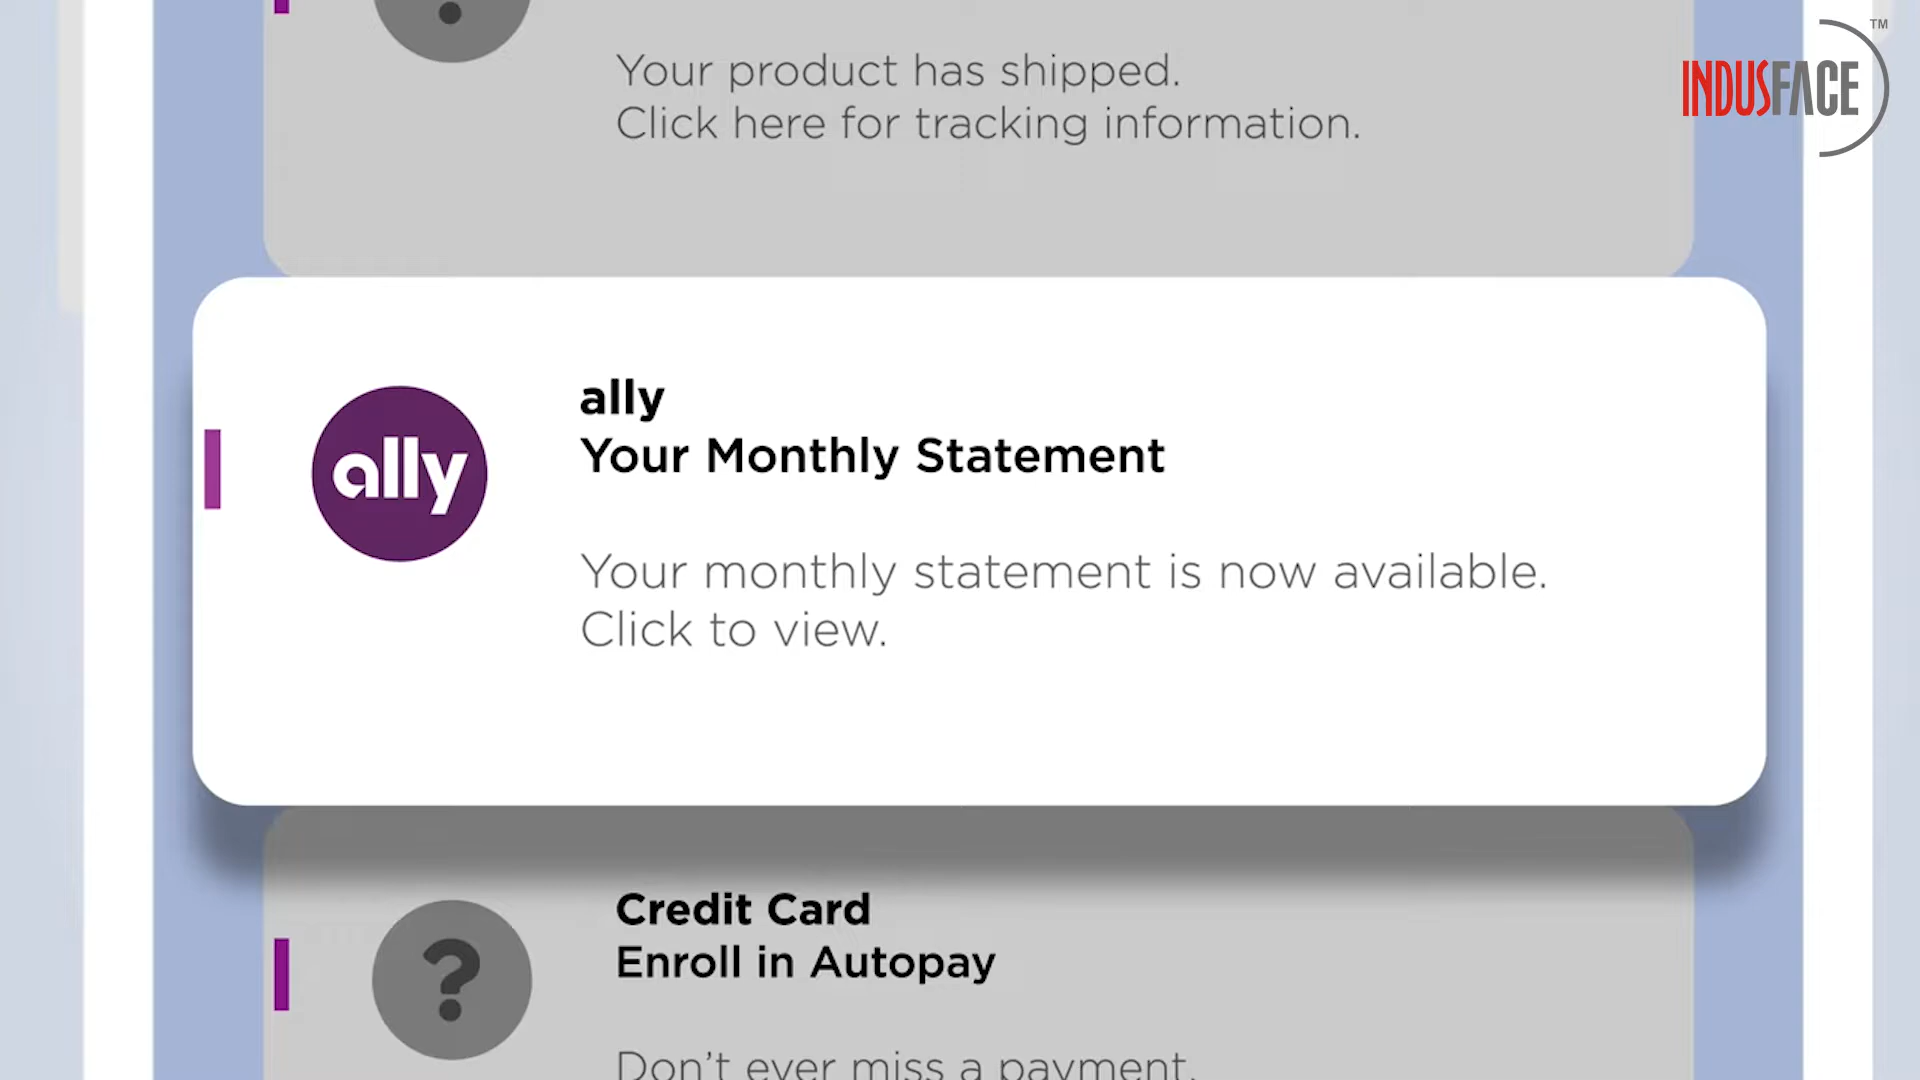 Your product has shipped.
Click here for tracking information.
INDUSFACE TM
ally
ally
Your Monthly Statement
Your monthly statement is now available.
Click to view.
?
Credit Card
Enroll in Autopay
Don't ever miss a payment.